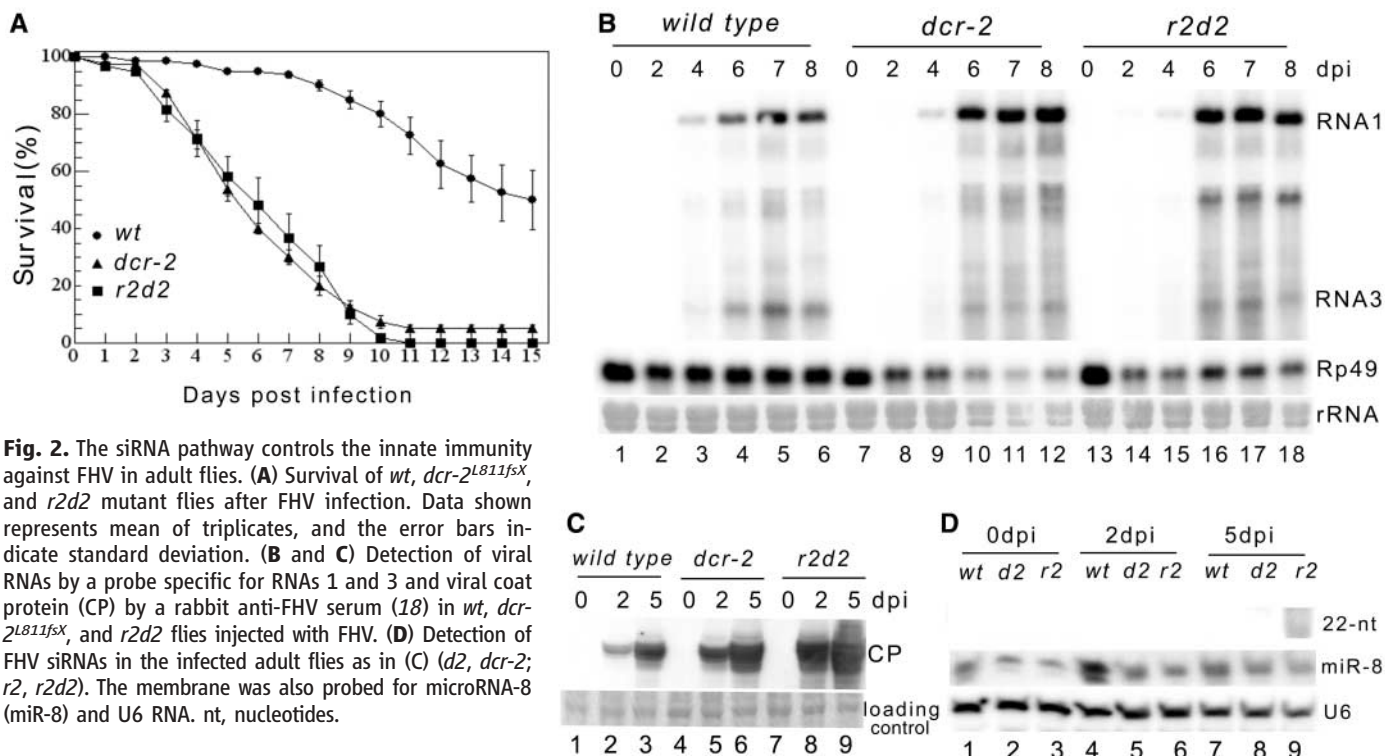 A
100
80
60
40
20
0
Survival(%)
wt
dcr-2
r2d2
0 1 2 3 4 5 6 7 8 9 10 11 12 13 14 15
Days post infection
Fig. 2. The siRNA pathway controls the innate immunity
against FHV in adult flies. (A) Survival of wt, dcr-2L811fsX,
and r2d2 mutant flies after FHV infection. Data shown
represents mean of triplicates, and the error bars in-
dicate standard deviation. (B and C) Detection of viral
RNAs by a probe specific for RNAs 1 and 3 and viral coat
protein (CP) by a rabbit anti-FHV serum (18) in wt, dcr-
2L811fsX, and r2d2 flies injected with FHV. (D) Detection of
FHV siRNAs in the infected adult flies as in (C) (d2, dcr-2;
r2, r2d2). The membrane was also probed for microRNA-8
(miR-8) and U6 RNA. nt, nucleotides.
B
wild type dcr-2 r2d2
0 2 4 6 7 8 0 2 4 6 7 8 0 2 4 6 7 8 dpi
RNA1
RNA3
Rp49
rRNA
1 2 3 4 5 6 7 8 9 10 11 12 13 14 15 16 17 18
C
wild type dcr-2 r2d2
0 2 5 0 2 5 0 2 5 dpi
CP
loading
control
1 2 3 4 5 6 7 8 9
D
0dpi 2dpi 5dpi
wt d2 r2 wt d2 r2 wt d2 r2
22-nt
miR-8
U6
1 2 3 4 5 6 7 8 9